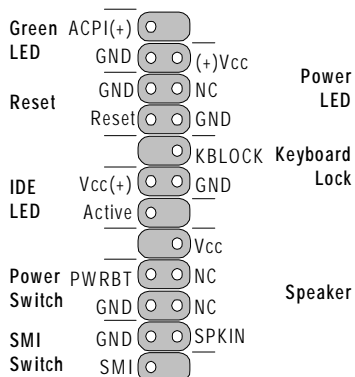 Green LED
ACPI(+)
GND
(+)Vcc
Power LED
Reset
GND
NC
Reset
GND
KBLOCK
Keyboard Lock
IDE LED
Vcc(+)
GND
Active
Vcc
Power Switch
PWRBT
NC
GND
NC
Speaker
SMI Switch
GND
SPKIN
SMI